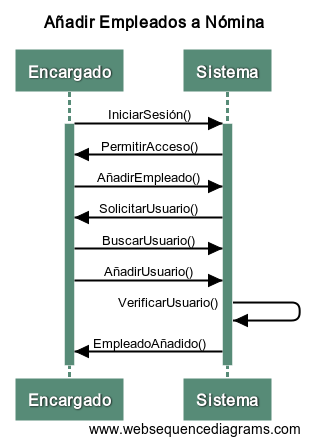 Añadir Empleados a Nómina
Encargado
Sistema
IniciarSesión()
PermitirAcceso()
AñadirEmpleado()
SolicitarUsuario()
BuscarUsuario()
AñadirUsuario()
VerificarUsuario()
EmpleadoAñadido()
Encargado
Sistema
www.websequencediagrams.com